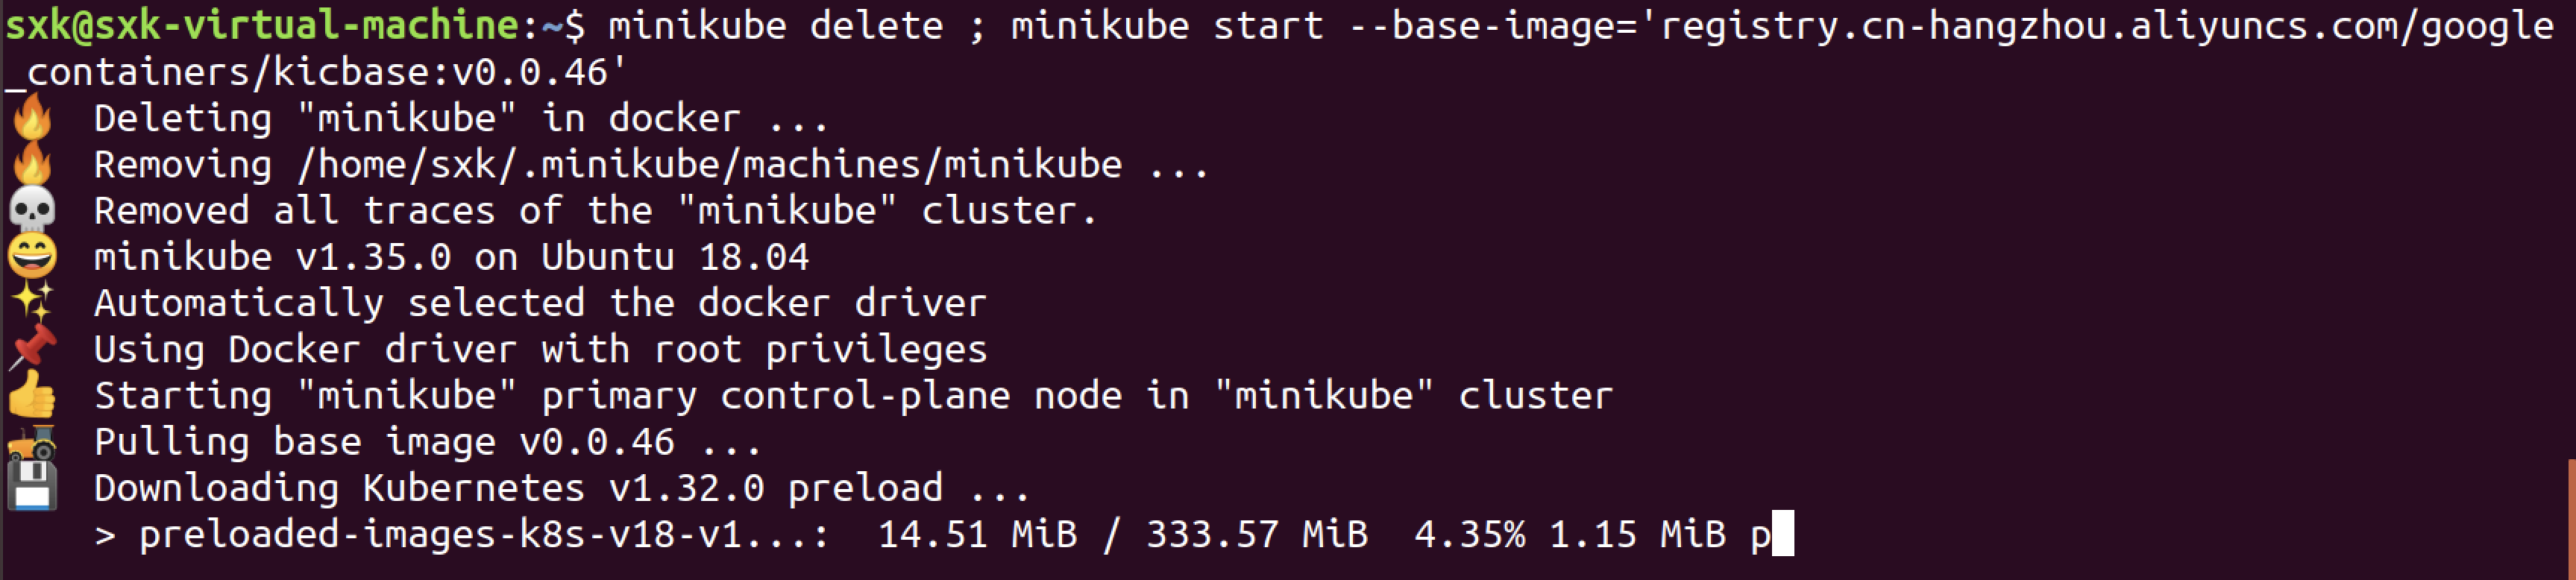 sxk@sxk-virtual-machine:~$ minikube delete ; minikube start --base-image='registry.cn-hangzhou.aliyuncs.com/google
_containers/kicbase:v0.0.46'
🔥  Deleting "minikube" in docker ...
🔥  Removing /home/sxk/.minikube/machines/minikube ...
💀  Removed all traces of the "minikube" cluster.
😄  minikube v1.35.0 on Ubuntu 18.04
✨  Automatically selected the docker driver
📌  Using Docker driver with root privileges
👍  Starting "minikube" primary control-plane node in "minikube" cluster
🚜  Pulling base image v0.0.46 ...
💾  Downloading Kubernetes v1.32.0 preload ...
    > preloaded-images-k8s-v18-v1...:  14.51 MiB / 333.57 MiB  4.35% 1.15 MiB p